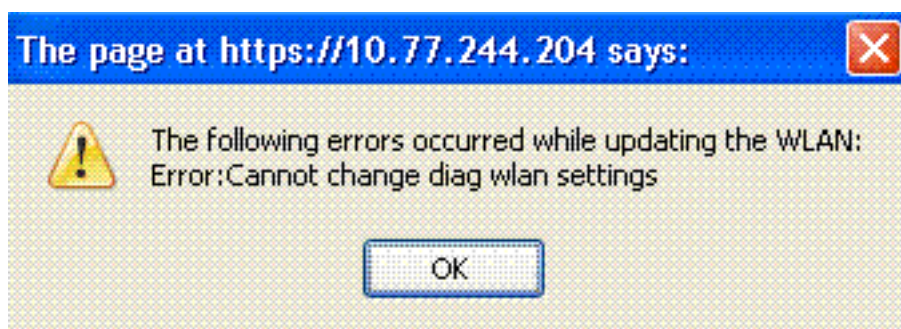 The page at https://10.77.244.204 says:
The following errors occurred while updating the WLAN:
Error:Cannot change diag wlan settings
OK